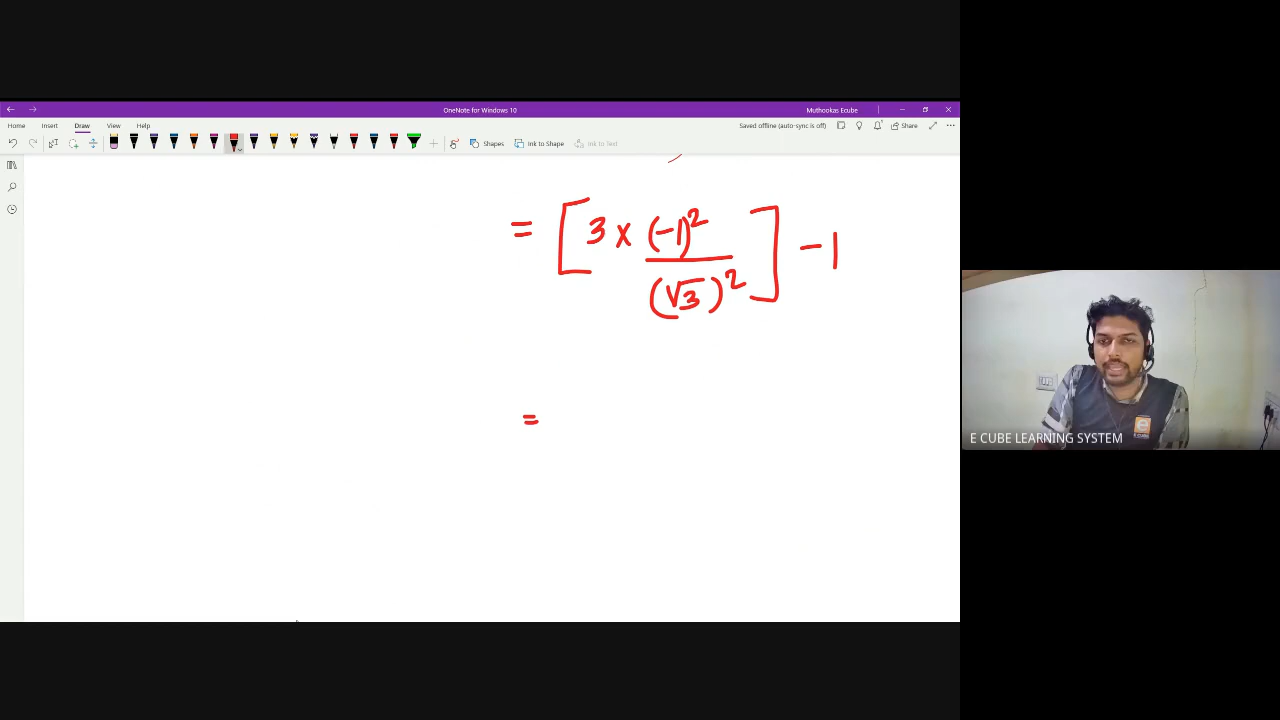 OneNote for Windows 10
Muthookas Ecube
Home Insert Draw View Help
Saved offline (auto-sync is off)
Share
Shapes
Ink to Shape
Ink to Text
= [3 x (-1)² / (√3)²] - 1
=
E CUBE
E CUBE LEARNING SYSTEM